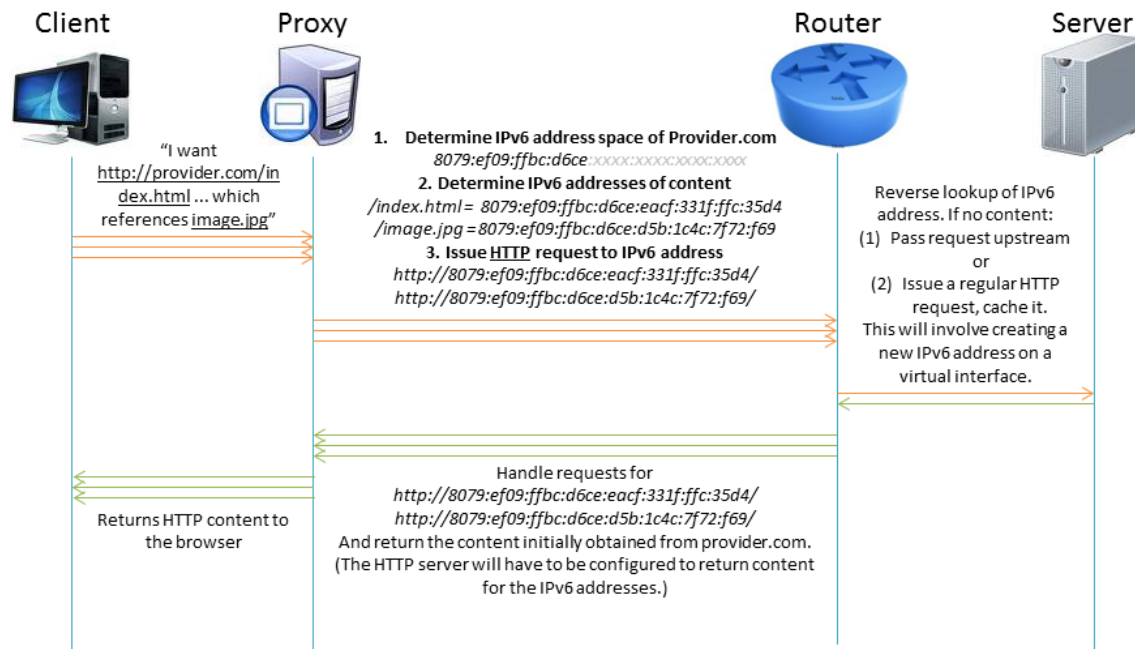 Client
Proxy
Router
Server
"I want
http://provider.com/in
dex.html ... which
references image.jpg"
1. Determine IPv6 address space of Provider.com
8079:ef09:ffbc:d6ce:xxxx:xxxx:xxxx:xxxx
2. Determine IPv6 addresses of content
/index.html = 8079:ef09:ffbc:d6ce:eacf:331f:ffc:35d4
/image.jpg = 8079:ef09:ffbc:d6ce:d5b:1c4c:7f72:f69
3. Issue HTTP request to IPv6 address
http://8079:ef09:ffbc:d6ce:eacf:331f:ffc:35d4/
http://8079:ef09:ffbc:d6ce:d5b:1c4c:7f72:f69/
Reverse lookup of IPv6
address. If no content:
(1) Pass request upstream
or
(2) Issue a regular HTTP
request, cache it.
This will involve creating a
new IPv6 address on a
virtual interface.
Handle requests for
http://8079:ef09:ffbc:d6ce:eacf:331f:ffc:35d4/
http://8079:ef09:ffbc:d6ce:d5b:1c4c:7f72:f69/
And return the content initially obtained from provider.com.
(The HTTP server will have to be configured to return content
for the IPv6 addresses.)
Returns HTTP content to
the browser